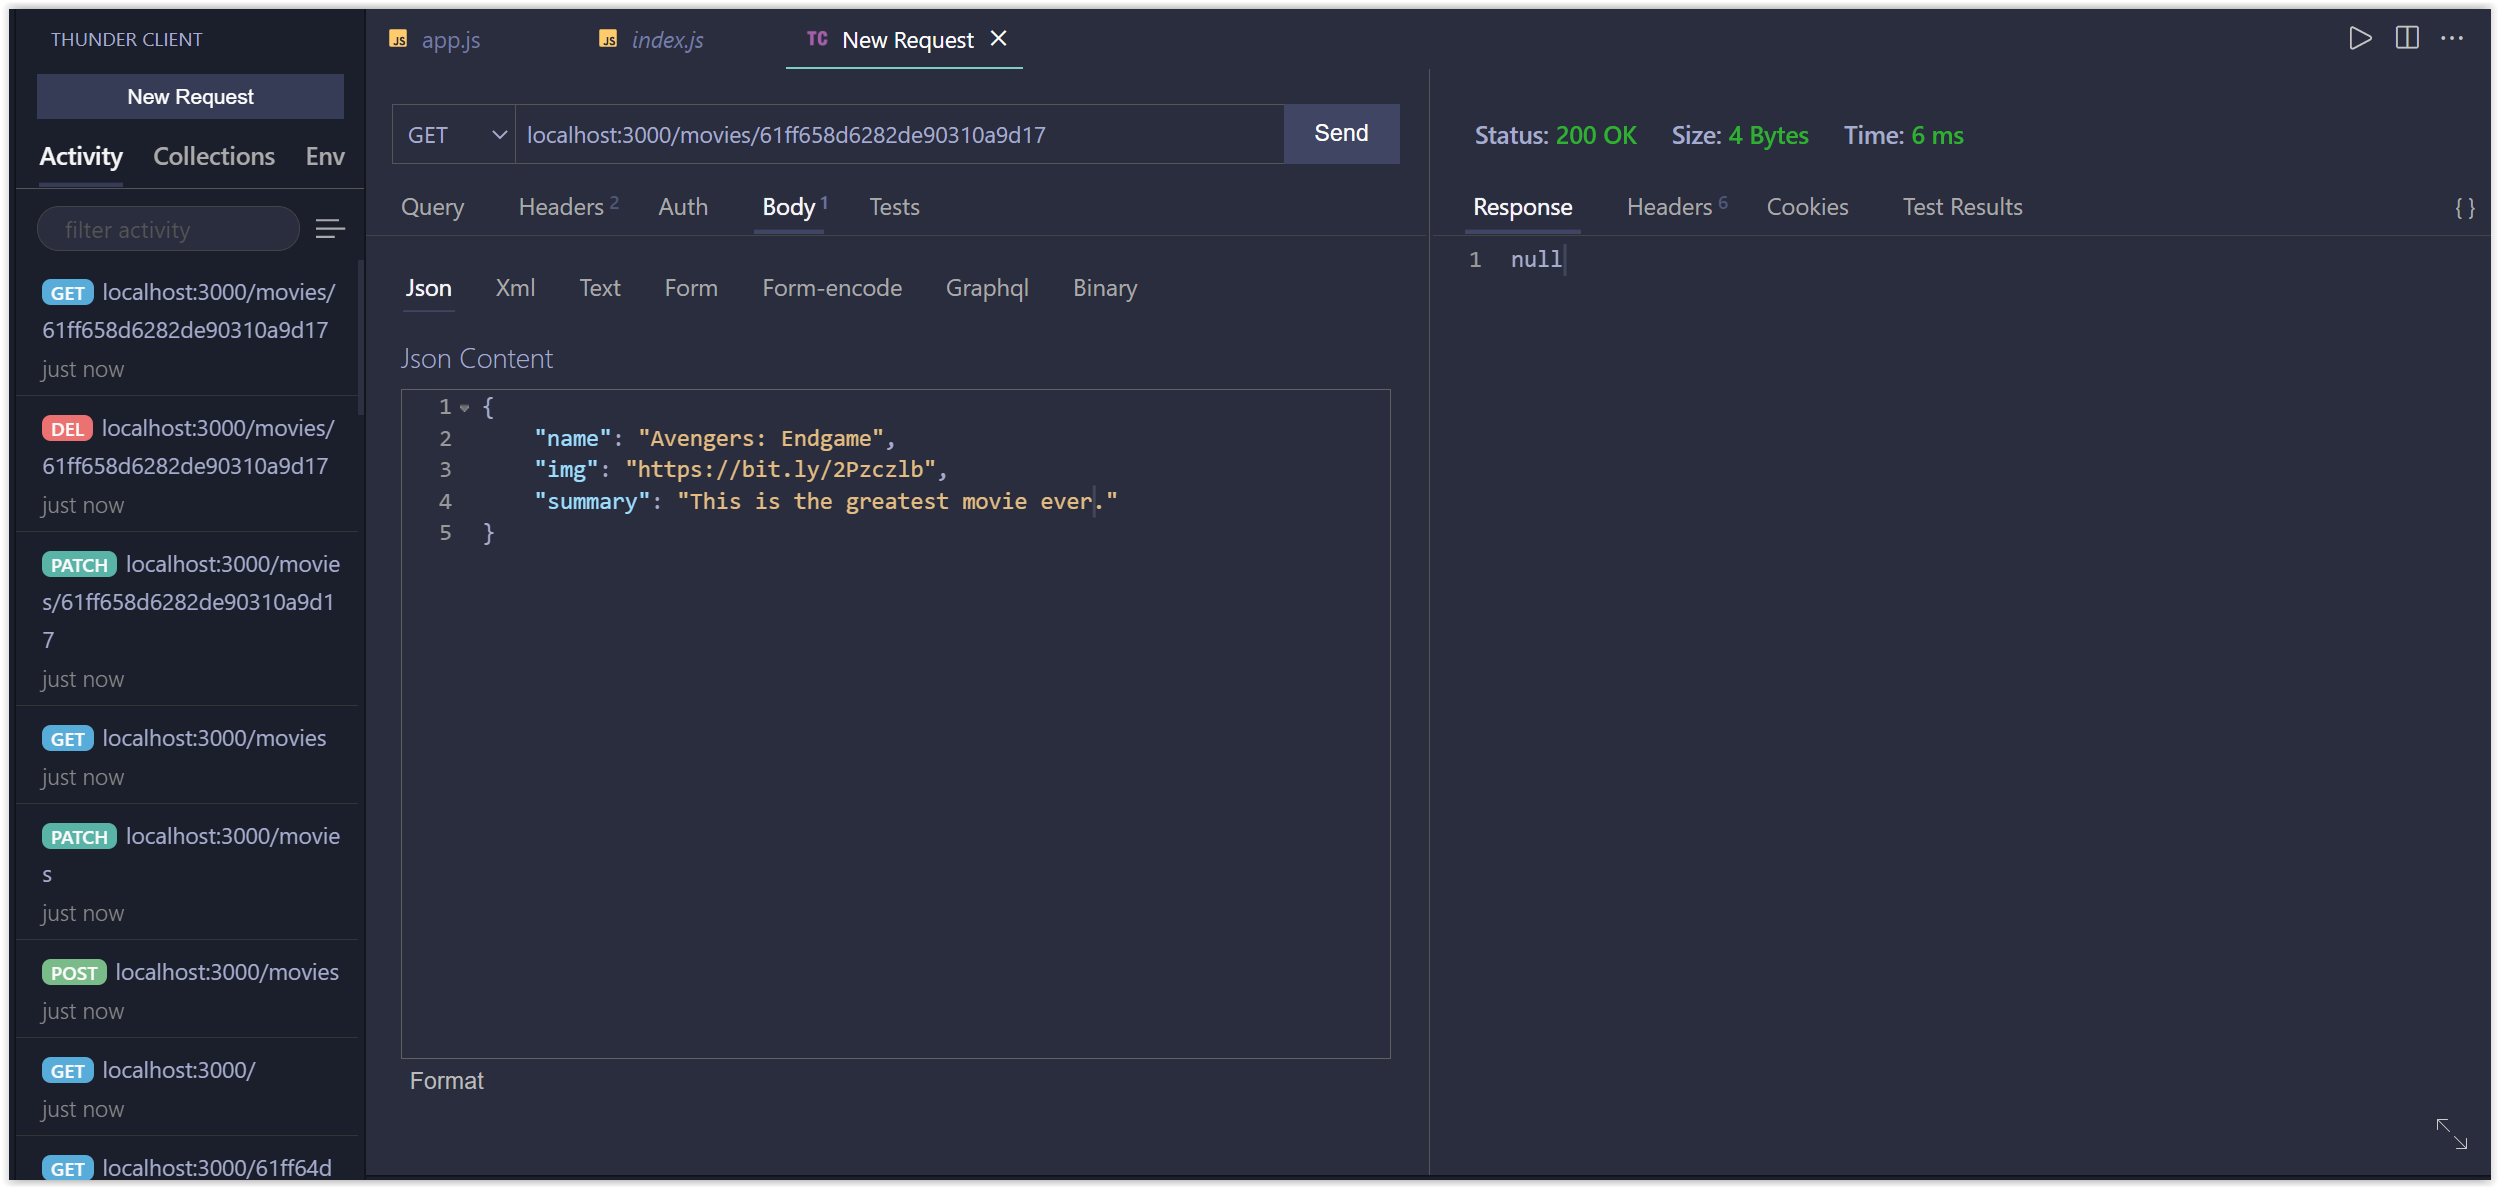 THUNDER CLIENT
New Request
Activity Collections Env
filter activity
GET localhost:3000/movies/
61ff658d6282de90310a9d17
just now
DEL localhost:3000/movies/
61ff658d6282de90310a9d17
just now
PATCH localhost:3000/movie
s/61ff658d6282de90310a9d1
7
just now
GET localhost:3000/movies
just now
PATCH localhost:3000/movie
s
just now
POST localhost:3000/movies
just now
GET localhost:3000/
just now
GET localhost:3000/61ff64d
JS app.js JS index.js TC New Request
GET localhost:3000/movies/61ff658d6282de90310a9d17 Send
Query Headers 2 Auth Body 1 Tests
Json Xml Text Form Form-encode Graphql Binary
Json Content
1 {
2 "name": "Avengers: Endgame",
3 "img": "https://bit.ly/2Pzczlb",
4 "summary": "This is the greatest movie ever."
5 }
Format
Status: 200 OK Size: 4 Bytes Time: 6 ms
Response Headers 6 Cookies Test Results { }
1 null